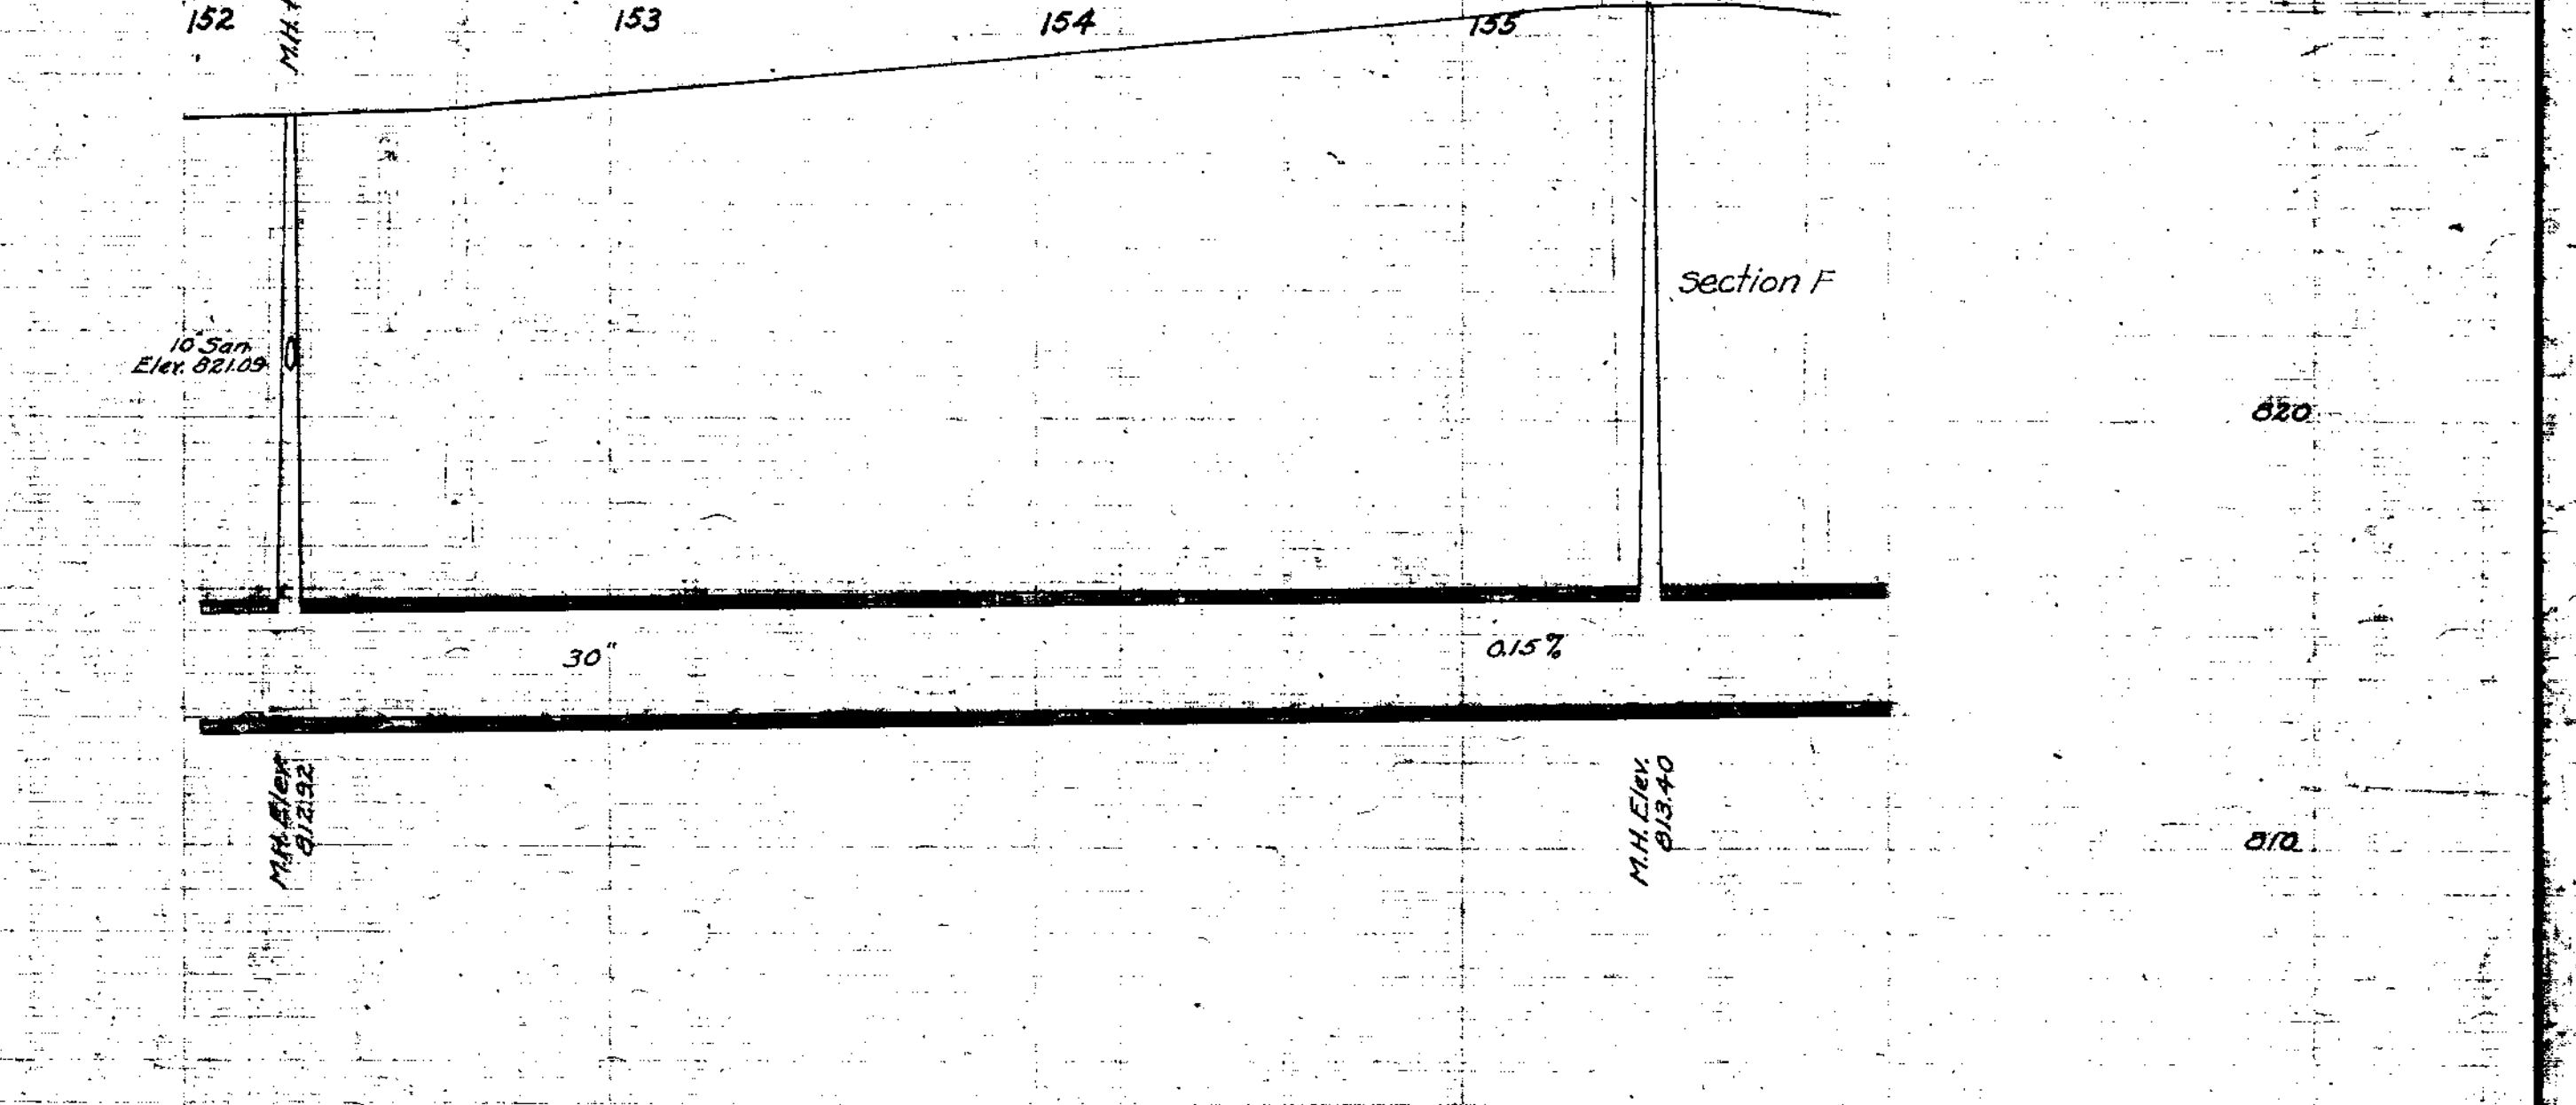 152
153
154
155
M.H.
Section F
10 San.
Elev. 821.09
820
30"
0.15%
M.H. Elev.
812.92
M.H. Elev.
813.40
810